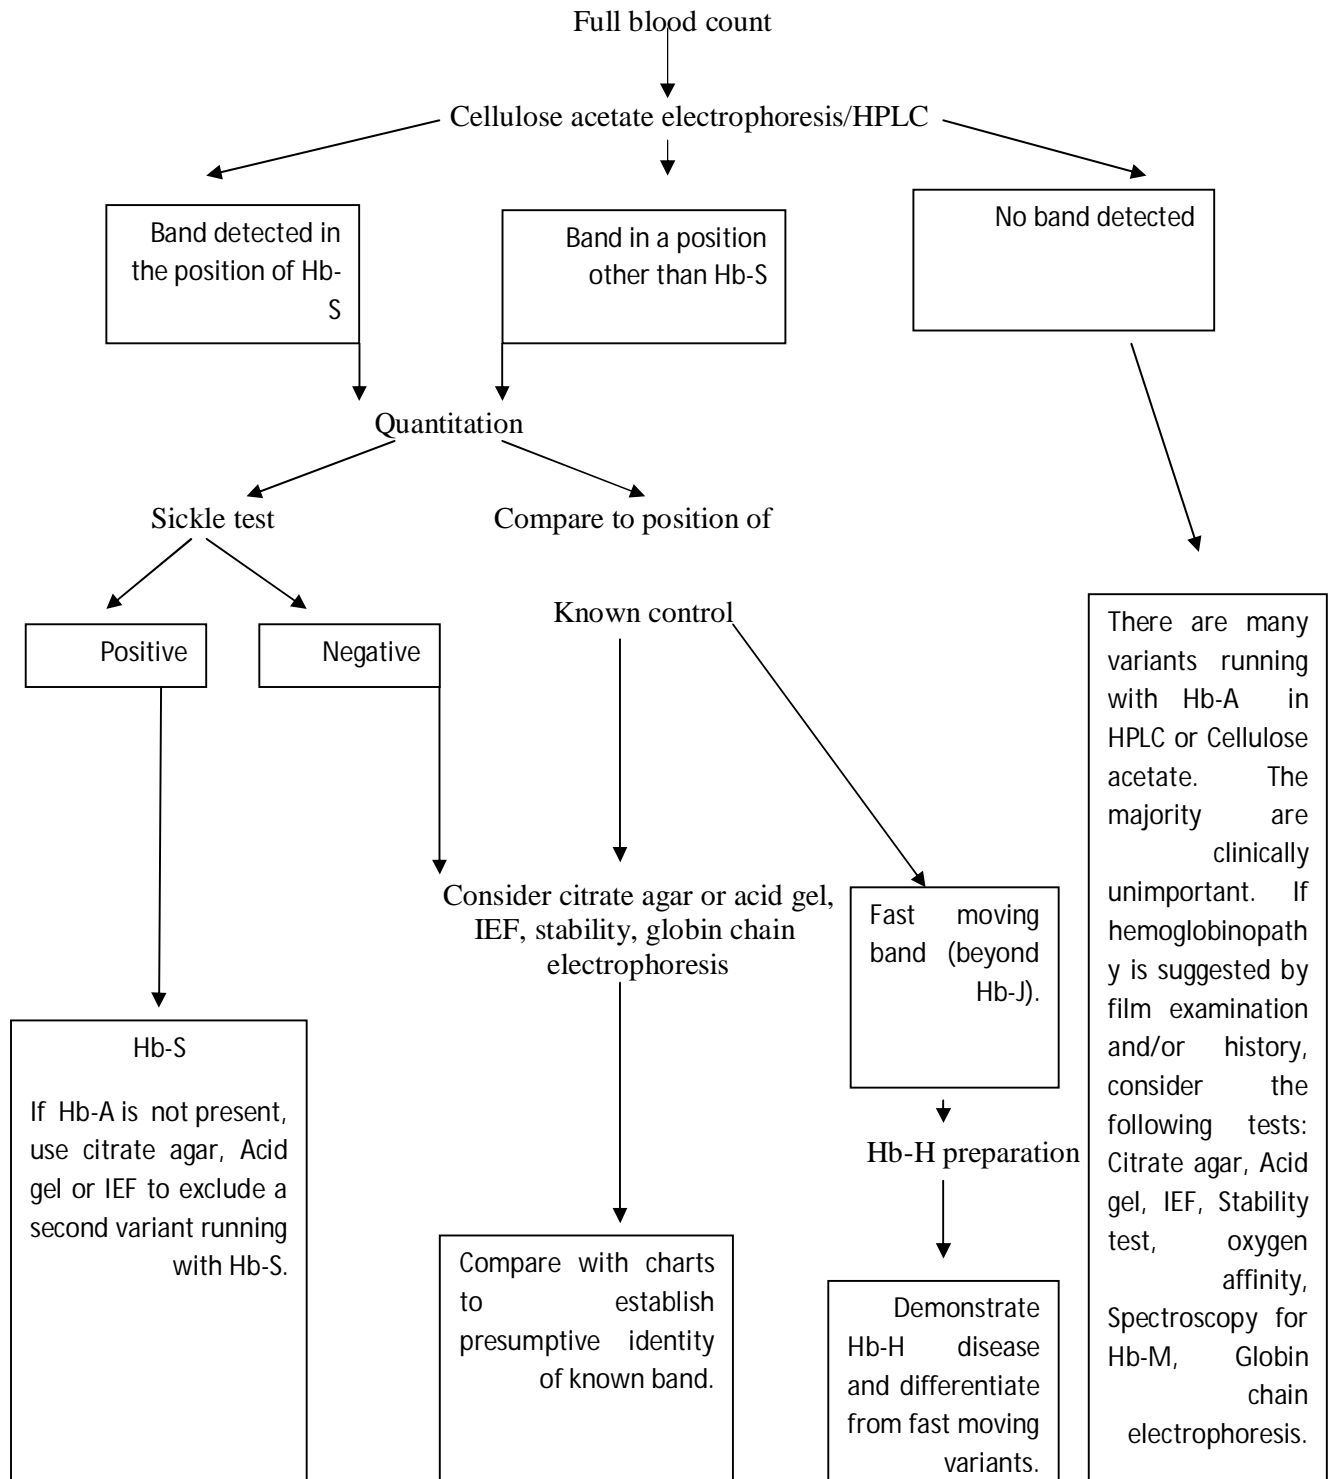 Full blood count
Cellulose acetate electrophoresis/HPLC
Band detected in
the position of Hb-
S
Band in a position
other than Hb-S
No band detected
Quantitation
Sickle test
Compare to position of
Known control
Positive
Negative
Consider citrate agar or acid gel,
IEF, stability, globin chain
electrophoresis
Fast moving
band (beyond
Hb-J).
Hb-H preparation
Hb-S
If Hb-A is not present,
use citrate agar, Acid
gel or IEF to exclude a
second variant running
with Hb-S.
Compare with charts
to establish
presumptive identity
of known band.
Demonstrate
Hb-H disease
and differentiate
from fast moving
variants.
There are many
variants running
with Hb-A in
HPLC or Cellulose
acetate. The
majority are
clinically
unimportant. If
hemoglobinopath
y is suggested by
film examination
and/or history,
consider the
following tests:
Citrate agar, Acid
gel, IEF, Stability
test, oxygen
affinity,
Spectroscopy for
Hb-M, Globin
chain
electrophoresis.